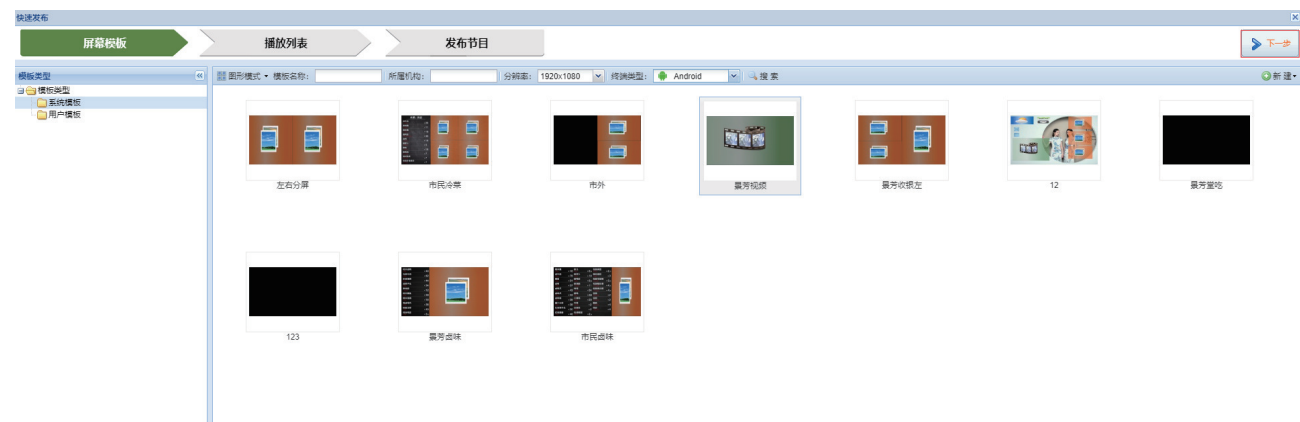 快速发布
屏幕模板 播放列表 发布节目 下一步
模板类型 图形模式 模板名称: 所属机构: 分辨率: 1920x1080 终端类型: Android 搜 索 新 建
模板类型
系统模板
用户模板
左右分屏 市民冷菜 市外 景芳视频 景芳收银左 12 景芳堂吃
123 景芳卤味 市民卤味